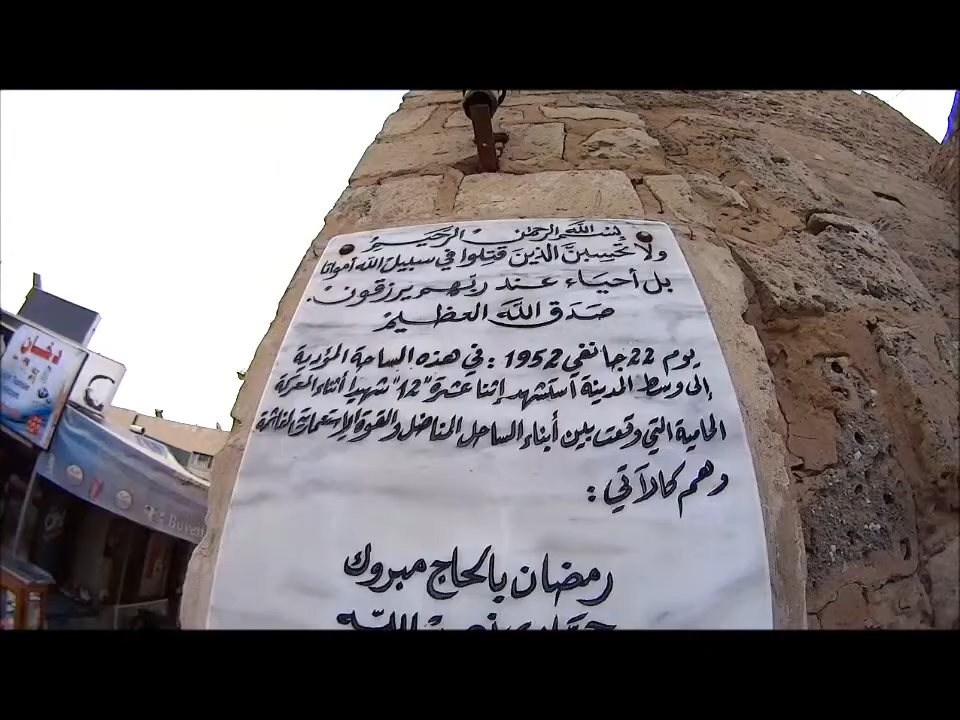 بسم الله الرحمن الرحيم
ولا تحسبن الذين قتلوا في سبيل الله أمواتا
بل أحياء عند ربهم يرزقون.
صدق الله العظيم
يوم 22 جانفي 1952 : في هذه الساحة المؤدية
إلى وسط المدينة أستشهد إثنا عشرة "12" شهيدا أثناء المعركة
الحامية التي وقعت بين أبناء الساحل المناضل والقوة الإستعمارية الغاشمة
وهم كالآتي :
رمضان بالحاج مبروك
دخان
Buvette